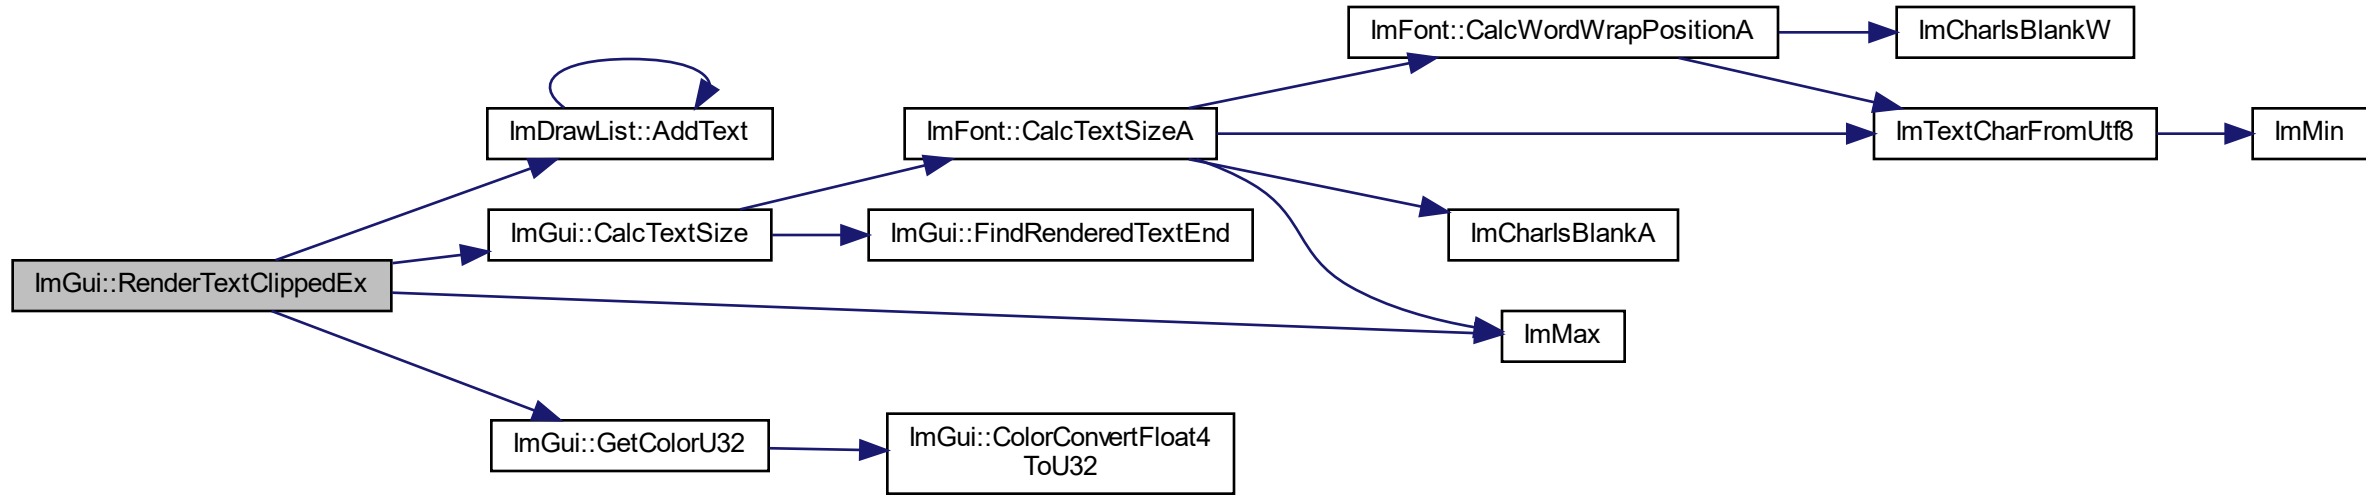 ImFont::CalcWordWrapPositionA
ImCharIsBlankW
ImDrawList::AddText
ImFont::CalcTextSizeA
ImTextCharFromUtf8
ImMin
ImGui::CalcTextSize
ImGui::FindRenderedTextEnd
ImCharIsBlankA
ImGui::RenderTextClippedEx
ImMax
ImGui::GetColorU32
ImGui::ColorConvertFloat4
ToU32